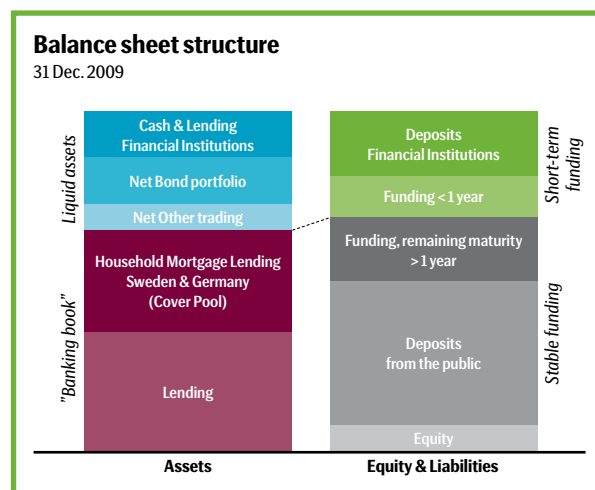 Balance sheet structure
31 Dec. 2009
Liquid assets
"Banking book"
Cash & Lending
Financial Institutions
Net Bond portfolio
Net Other trading
Household Mortgage Lending
Sweden & Germany
(Cover Pool)
Lending
Assets
Deposits
Financial Institutions
Funding < 1 year
Funding, remaining maturity
> 1 year
Deposits
from the public
Equity
Equity & Liabilities
Short-term
funding
Stable funding